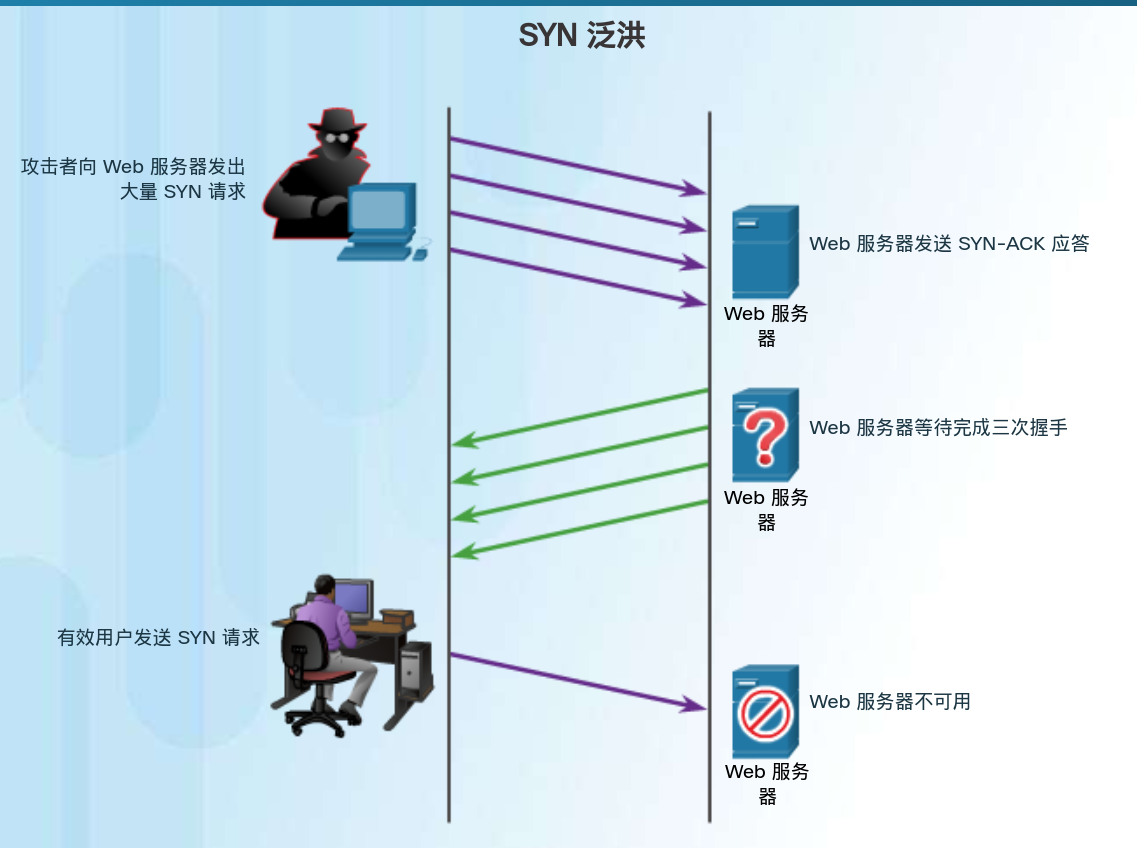 SYN 泛洪
攻击者向 Web 服务器发出
大量 SYN 请求
Web 服务器发送 SYN-ACK 应答
Web 服务
器
Web 服务器等待完成三次握手
Web 服务
器
有效用户发送 SYN 请求
Web 服务器不可用
Web 服务
器